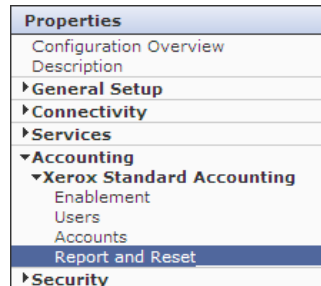 Properties
Configuration Overview
Description
General Setup
Connectivity
Services
Accounting
Xerox Standard Accounting
Enablement
Users
Accounts
Report and Reset
Security